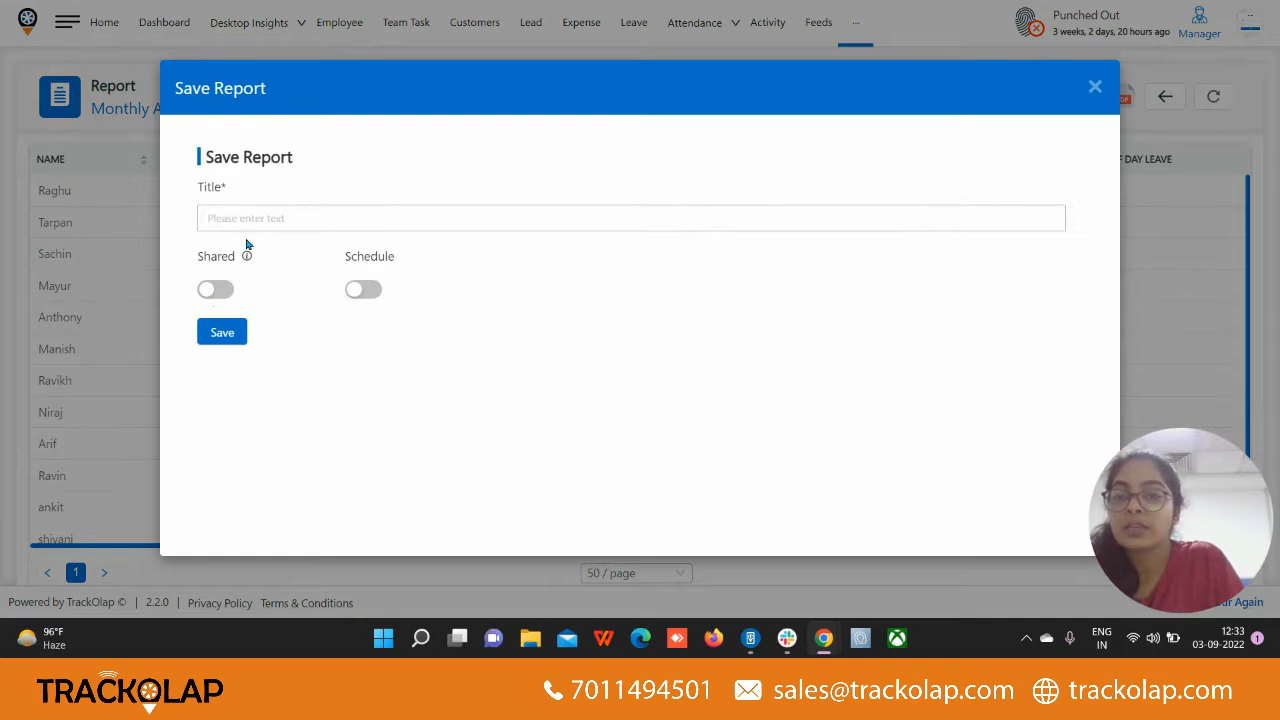 Home Dashboard Desktop Insights Employee Team Task Customers Lead Expense Leave Attendance Activity Feeds ...
Punched Out
3 weeks, 2 days, 20 hours ago
Manager
Report
Monthly A
Save Report
NAME
F DAY LEAVE
Raghu
Tarpan
Sachin
Mayur
Anthony
Manish
Ravikh
Niraj
Arif
Ravin
ankit
shivani
Save Report
Title*
Please enter text
Shared Schedule
Save
1
50 / page
Powered by TrackOlap © 2.2.0 Privacy Policy Terms & Conditions
ur Again
96°F
Haze
ENG
IN
12:33
03-09-2022
1
TRACKOLAP 7011494501 sales@trackolap.com trackolap.com